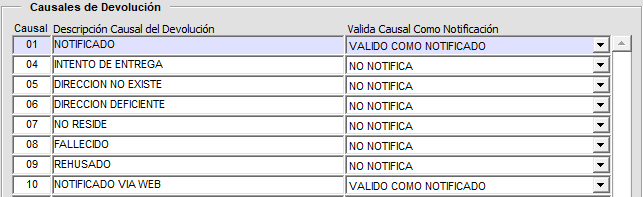 Causales de Devolución
Causal Descripción Causal del Devolución Valida Causal Como Notificación
01 NOTIFICADO VALIDO COMO NOTIFICADO
04 INTENTO DE ENTREGA NO NOTIFICA
05 DIRECCION NO EXISTE NO NOTIFICA
06 DIRECCION DEFICIENTE NO NOTIFICA
07 NO RESIDE NO NOTIFICA
08 FALLECIDO NO NOTIFICA
09 REHUSADO NO NOTIFICA
10 NOTIFICADO VIA WEB VALIDO COMO NOTIFICADO